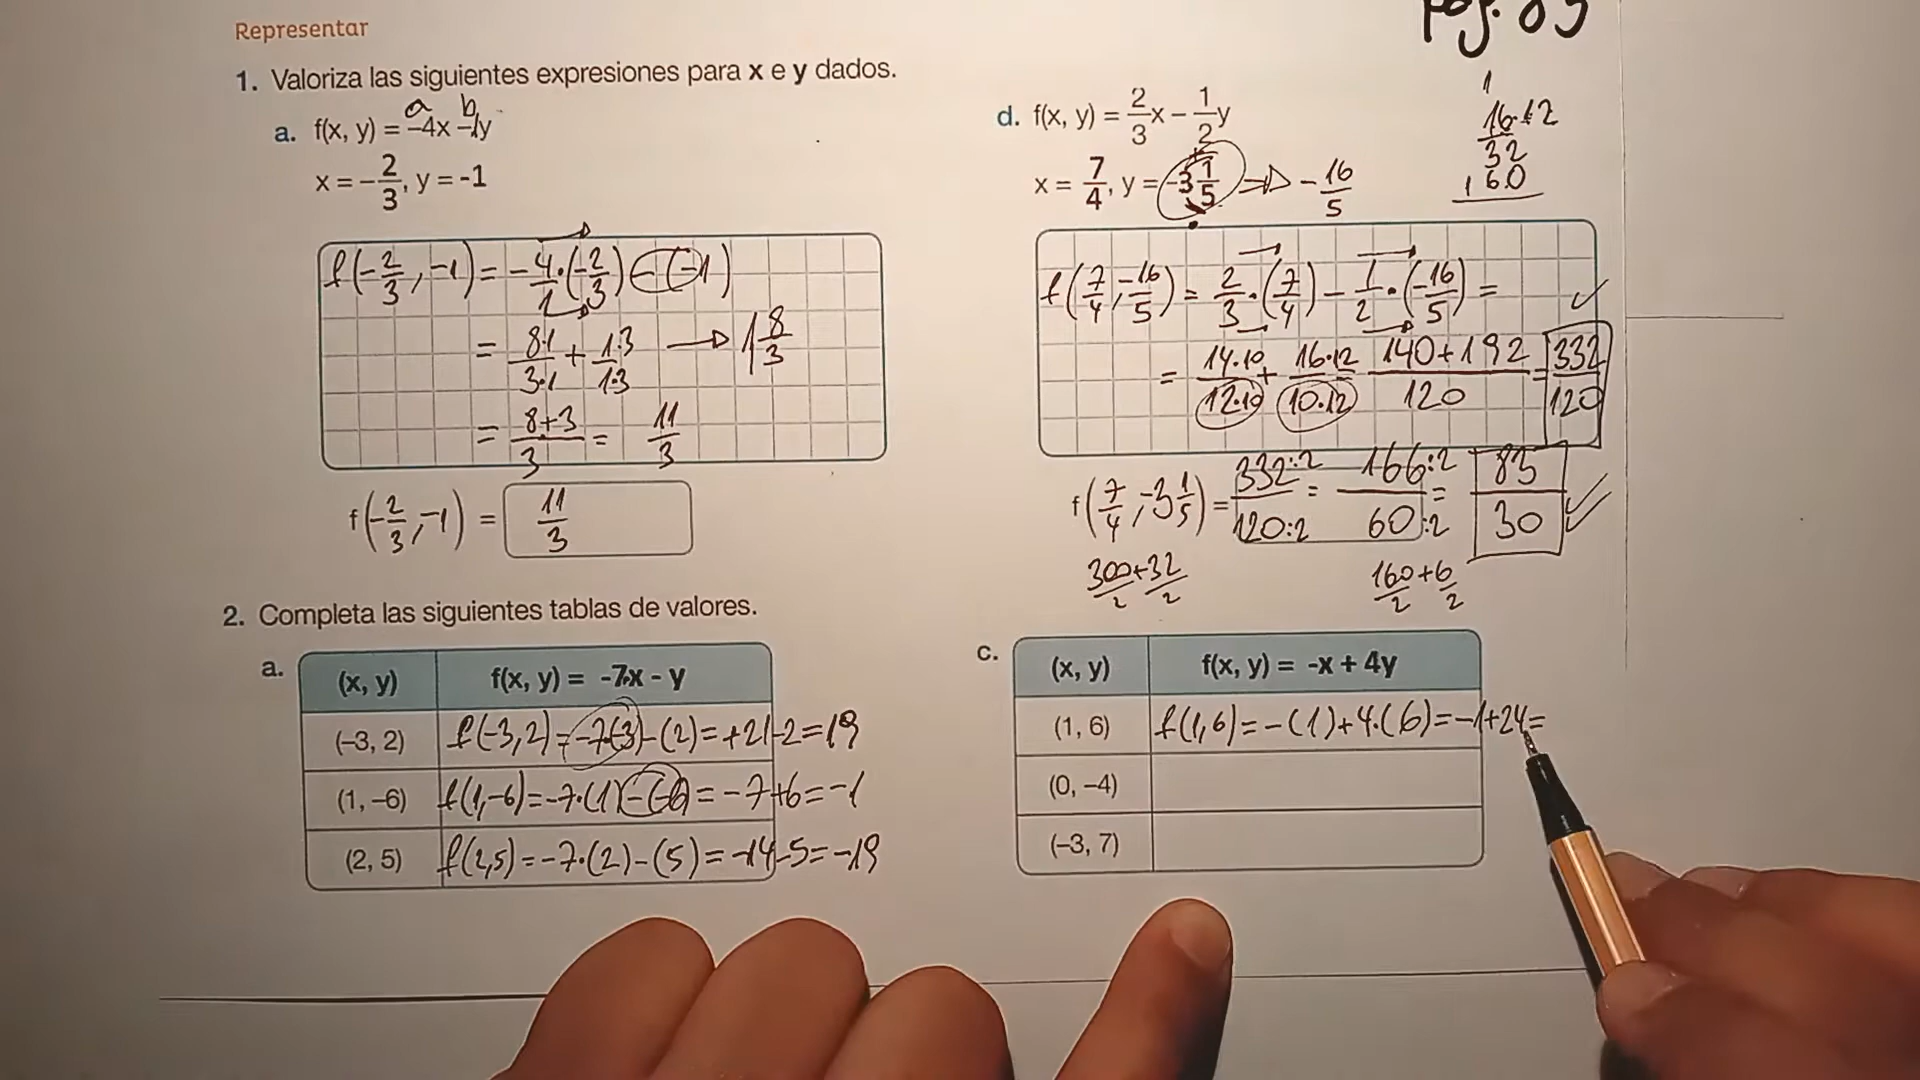 Representar
1. Valoriza las siguientes expresiones para x e y dados.
a b
a. f(x, y) = -4x -1y
x = -2/3, y = -1
f(-2/3, -1) = -4/1·(-2/3) - (-1)
= 8·1/3·1 + 1·3/1·3 → 1 8/3
= 8+3/3 = 11/3
f(-2/3, -1) = 11/3
Pág. 83
d. f(x, y) = 2/3x - 1/2y
x = 7/4, y = -3 1/5 ⇒ -16/5
1
16·12
32
160
f(7/4, -16/5) = 2/3·(7/4) - 1/2·(-16/5) =
= 14·10/12·10 + 16·12/10·12 = 140+192/120 = 332/120
f(7/4, -3 1/5) = 332:2/120:2 = 166:2/60:2 = 83/30
300/2+32/2 160/2+6/2
2. Completa las siguientes tablas de valores.
a. (x, y) f(x, y) = -7x - y
(-3, 2) f(-3,2) = -7·(-3)-(2) = +21-2=19
(1, -6) f(1,-6)=-7·(1)-(-6) = -7+6=-1
(2, 5) f(2,5)=-7·(2)-(5)=-14-5=-19
c. (x, y) f(x, y) = -x + 4y
(1, 6) f(1,6)=-(1)+4·(6)=-1+24=
(0, -4)
(-3, 7)